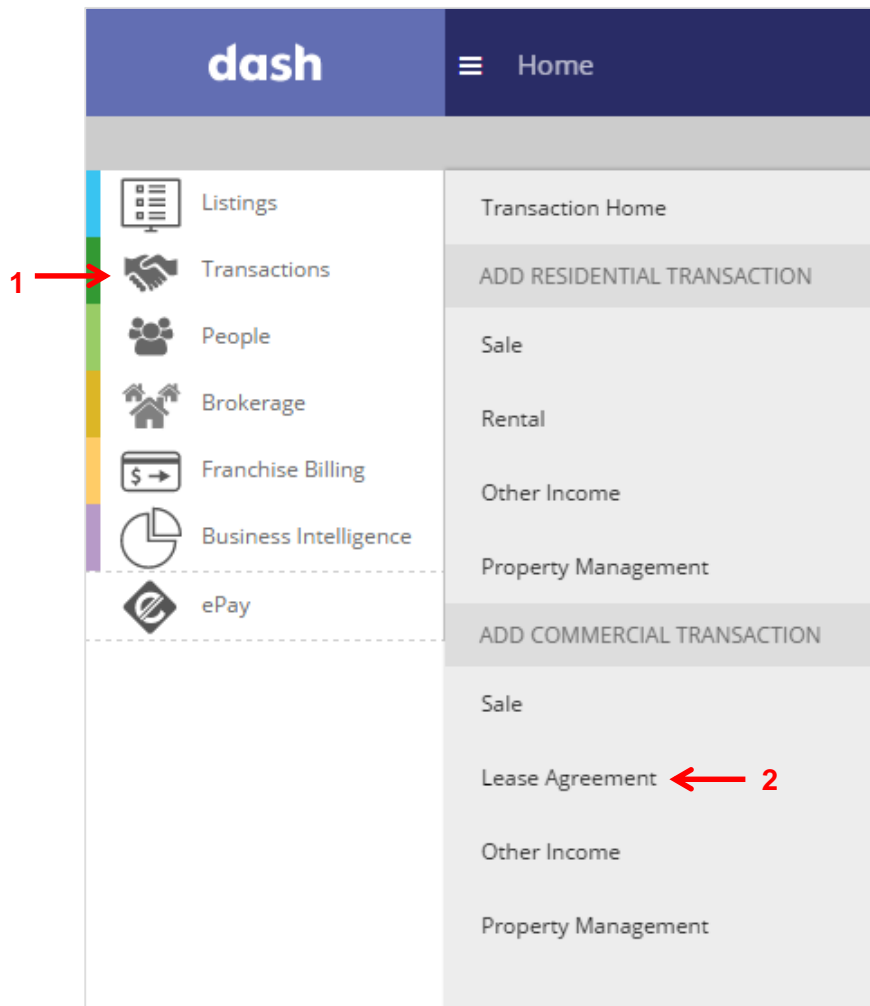 dash
Home
Listings
1
Transactions
People
Brokerage
$
Franchise Billing
Business Intelligence
ePay
Transaction Home
ADD RESIDENTIAL TRANSACTION
Sale
Rental
Other Income
Property Management
ADD COMMERCIAL TRANSACTION
Sale
Lease Agreement
2
Other Income
Property Management